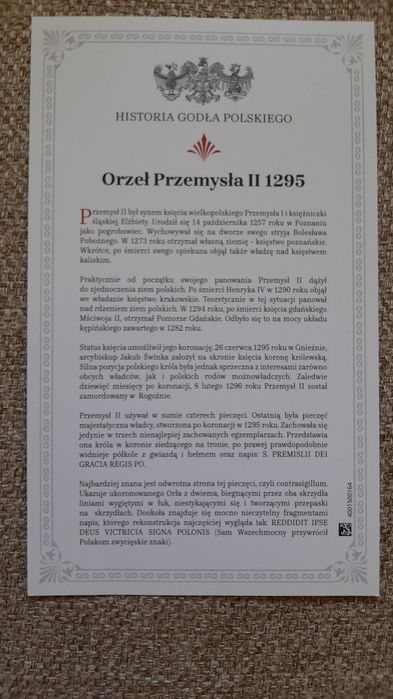 HISTORIA GODŁA POLSKIEGO
Orzeł Przemysła II 1295
Przemysł II był synem księcia wielkopolskiego Przemysła I i księżniczki
śląskiej Elżbiety. Urodził się 14 października 1257 roku w Poznaniu
jako pogrobowiec. Wychowywał się na dworze swego stryja Bolesława
Pobożnego. W 1273 roku otrzymał własną ziemię - księstwo poznańskie.
Wkrótce, po śmierci swego opiekuna objął także władzę nad księstwem
kaliskim.
Praktycznie od początku swojego panowania Przemysł II dążył
do zjednoczenia ziem polskich. Po śmierci Henryka IV w 1290 roku objął
we władanie księstwo krakowskie. Teoretycznie w tej sytuacji panował
nad rdzeniem ziem polskich. W 1294 roku, po śmierci księcia gdańskiego
Mściwoja II, otrzymał Pomorze Gdańskie. Odbyło się to na mocy układu
kępińskiego zawartego w 1282 roku.
Status księcia umożliwił jego koronację. 26 czerwca 1295 roku w Gnieźnie,
arcybiskup Jakub Świnka założył na skronie księcia koronę królewską.
Silna pozycja polskiego króla była jednak sprzeczna z interesami zarówno
obcych władców, jak i polskich rodów możnowładczych. Zaledwie
dziewięć miesięcy po koronacji, 8 lutego 1296 roku Przemysł II został
zamordowany w Rogoźnie.
Przemysł II używał w sumie czterech pieczęci. Ostatnią była pieczęć
majestatyczna władcy, stworzona po koronacji w 1295 roku. Zachowała się
jedynie w trzech nienajlepiej zachowanych egzemplarzach. Przedstawia
ona króla w koronie siedzącego na tronie, po prawej prawdopodobnie
widnieje półkole z gwiazdą i hełmem oraz napis: S. PREMISLII DEI
GRACIA REGIS PO.
Najbardziej znana jest odwrotna strona tej pieczęci, czyli contrasigillum.
Ukazuje ukoronowanego Orła z dwiema, biegnącymi przez oba skrzydła
liniami wygiętymi w łuk, niestykającymi się i tworzącymi przepaski
na skrzydłach. Dookoła znajduje się mocno nieczytelny fragmentami
napis, którego rekonstrukcja najczęściej wygląda tak: REDDIDIT IPSE
DEUS VICTRICIA SIGNA POLONIS (Sam Wszechmocny przywrócił
Polakom zwycięskie znaki).
4001500164